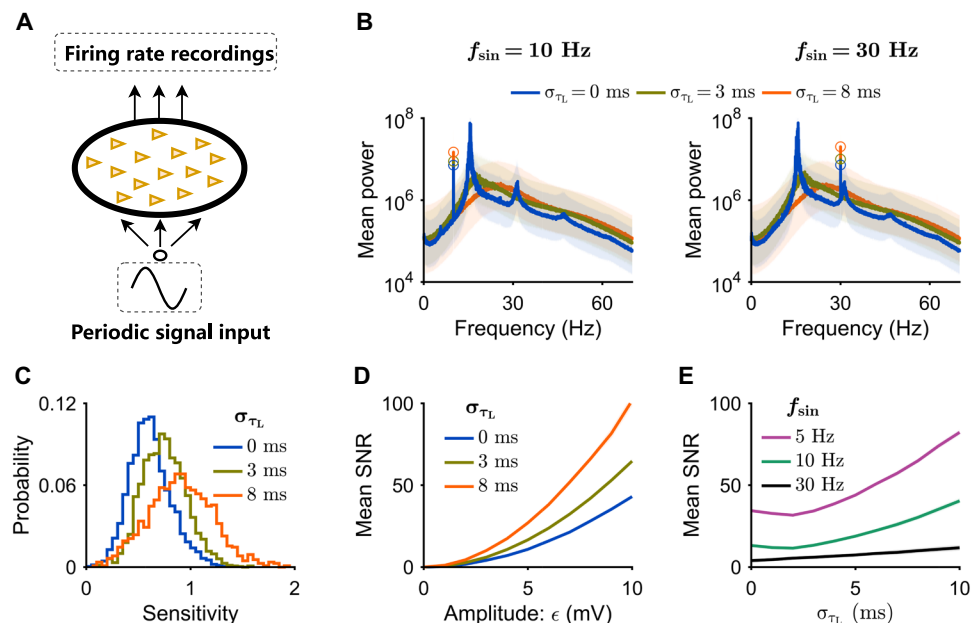 A
Firing rate recordings
Periodic signal input
B
f_sin = 10 Hz
f_sin = 30 Hz
σ_τL = 0 ms
σ_τL = 3 ms
σ_τL = 8 ms
Mean power
10^8
10^6
10^4
0
30
60
Frequency (Hz)
Mean power
10^8
10^6
10^4
0
30
60
Frequency (Hz)
C
Probability
0.12
0.06
0
σ_τL
0 ms
3 ms
8 ms
0
1
2
Sensitivity
D
Mean SNR
100
50
0
σ_τL
0 ms
3 ms
8 ms
0
5
10
Amplitude: ϵ (mV)
E
Mean SNR
100
50
0
f_sin
5 Hz
10 Hz
30 Hz
0
5
10
σ_τL (ms)